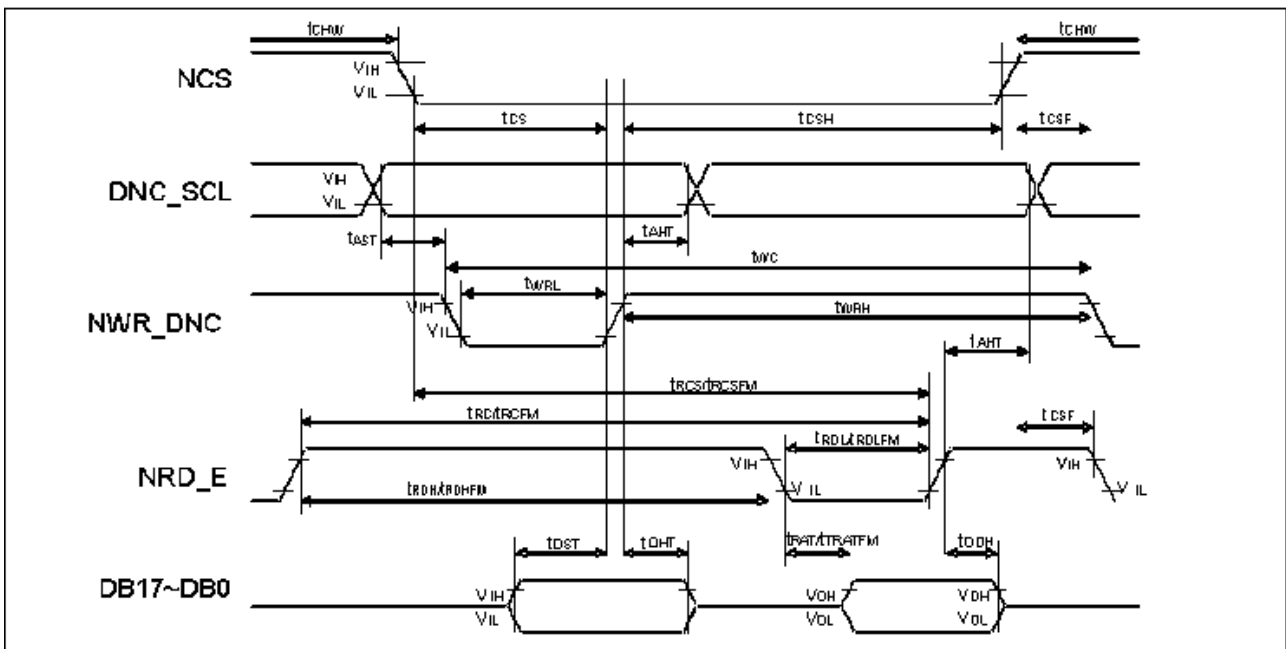 tCHW tCHW
NCS VIH
VIL
tCS tCSH tCSF
DNC_SCL VIH
VIL
tAST tAHT
tWC
tWRL
NWR_DNC VIH
VIL
tWRH
tAHT
tRCS/tRCSFM
tRC/tRCFM
tCSF
tRDL/tRDLFM
NRD_E VIH VIH
VIL VIL
tRDH/tRDHFM
tDST tDHT tRAT/tTRATFM tODH
DB17~DB0 VIH VOH VOH
VIL VOL VOL